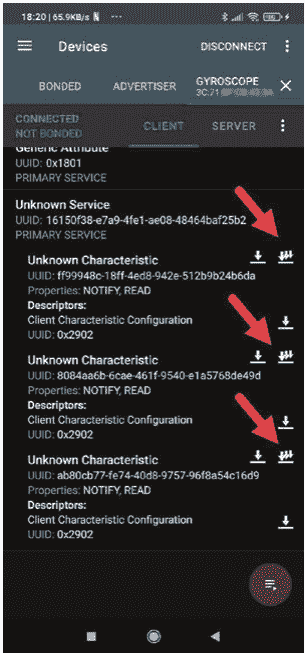 18:20 | 65.9KB/s
Devices
DISCONNECT
BONDED
ADVERTISER
GYROSCOPE
3C:71
CONNECTED
NOT BONDED
CLIENT
SERVER
Generic Attribute
UUID: 0x1801
PRIMARY SERVICE
Unknown Service
UUID: 16150f38-e7a9-4fe1-ae08-48464baf25b2
PRIMARY SERVICE
Unknown Characteristic
UUID: ff99948c-18ff-4ed8-942e-512b9b24b6da
Properties: NOTIFY, READ
Descriptors:
Client Characteristic Configuration
UUID: 0x2902
Unknown Characteristic
UUID: 8084aa6b-6cae-461f-9540-e1a5768de49d
Properties: NOTIFY, READ
Descriptors:
Client Characteristic Configuration
UUID: 0x2902
Unknown Characteristic
UUID: ab80cb77-fe74-40d8-9757-96f8a54c16d9
Properties: NOTIFY, READ
Descriptors:
Client Characteristic Configuration
UUID: 0x2902